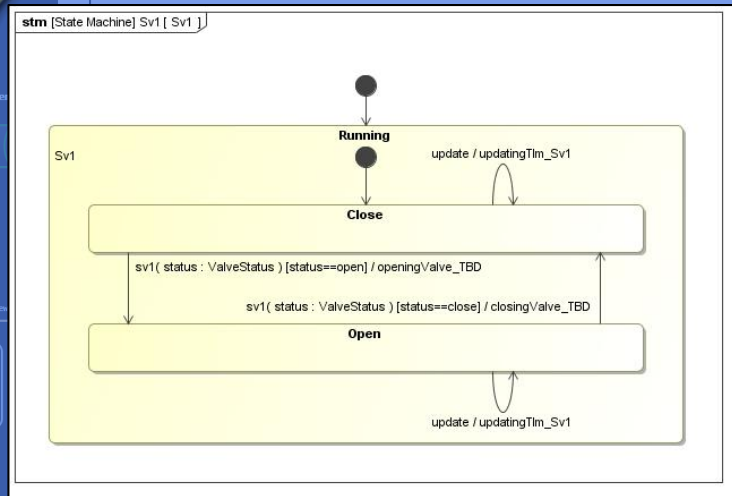 stm [State Machine] Sv1 [ Sv1 ]
Running
Sv1
update / updatingTlm_Sv1
Close
sv1( status : ValveStatus ) [status==open] / openingValve_TBD
sv1( status : ValveStatus ) [status==close] / closingValve_TBD
Open
update / updatingTlm_Sv1